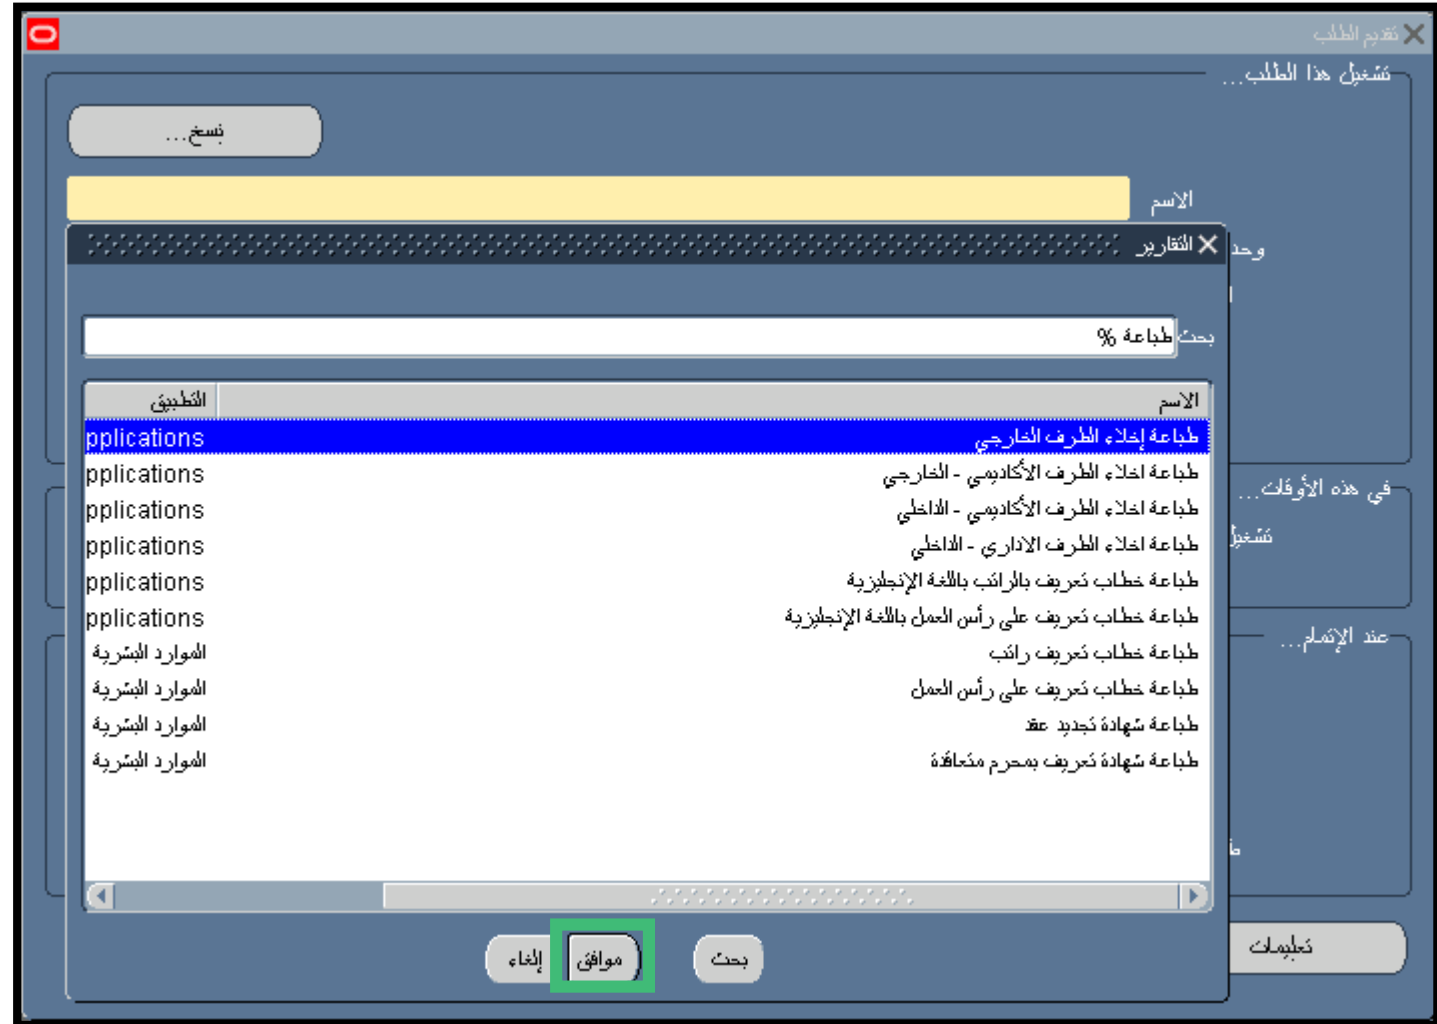 تقديم الطلب
تشغيل هذا الطلب...
نسخ...
الاسم
التقارير
بحث طباعة %
الاسم التطبيق
طباعة إخلاء الطرف الخارجي pplications
طباعة اخلاء الطرف الأكاديمي - الخارجي pplications
طباعة اخلاء الطرف الأكاديمي - الداخلي pplications
طباعة اخلاء الطرف الاداري - الداخلي pplications
طباعة خطاب تعريف بالراتب باللغة الإنجليزية pplications
طباعة خطاب تعريف على رأس العمل باللغة الإنجليزية pplications
طباعة خطاب تعريف راتب الموارد البشرية
طباعة خطاب تعريف على رأس العمل الموارد البشرية
طباعة شهادة تجديد عقد الموارد البشرية
طباعة شهادة تعريف بمحرم متعاقدة الموارد البشرية
بحث موافق إلغاء
وحد
في هذه الأوقات...
تشغيل
عند الإتمام...
تعليمات